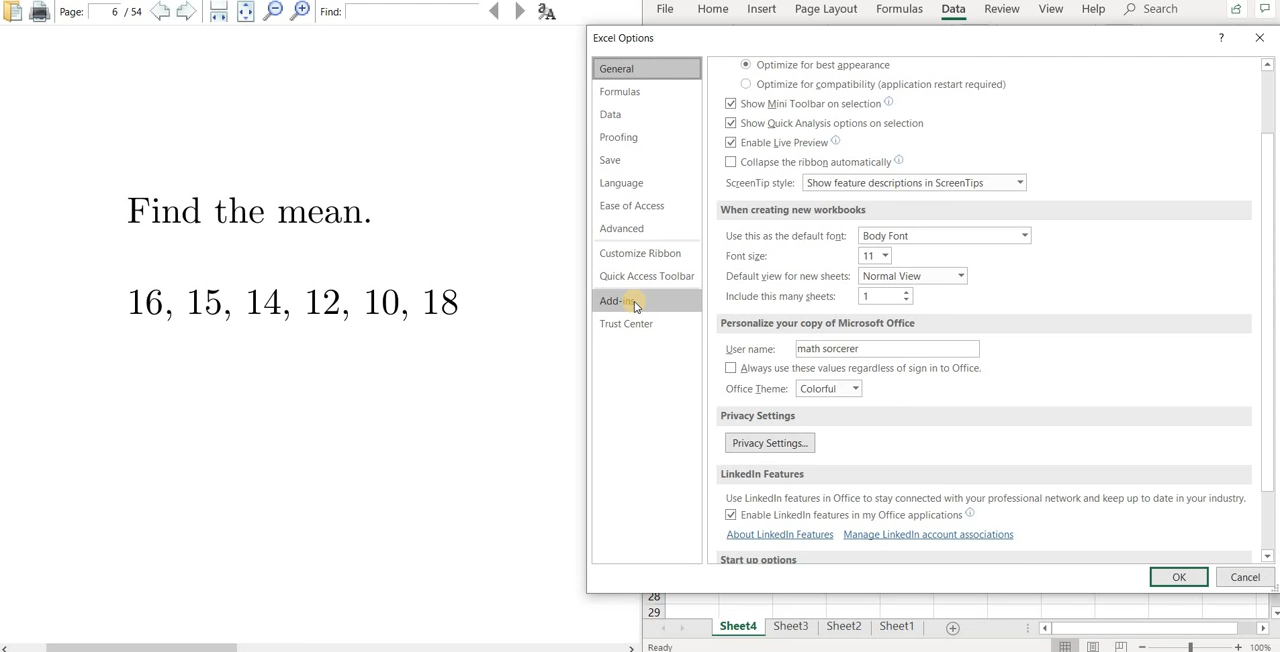 Page: 6 / 54 Find:
Find the mean.
16, 15, 14, 12, 10, 18
File Home Insert Page Layout Formulas Data Review View Help Search
Excel Options ?
General
Formulas
Data
Proofing
Save
Language
Ease of Access
Advanced
Customize Ribbon
Quick Access Toolbar
Add-ins
Trust Center
Optimize for best appearance
Optimize for compatibility (application restart required)
Show Mini Toolbar on selection
Show Quick Analysis options on selection
Enable Live Preview
Collapse the ribbon automatically
ScreenTip style: Show feature descriptions in ScreenTips
When creating new workbooks
Use this as the default font: Body Font
Font size: 11
Default view for new sheets: Normal View
Include this many sheets: 1
Personalize your copy of Microsoft Office
User name: math sorcerer
Always use these values regardless of sign in to Office.
Office Theme: Colorful
Privacy Settings
Privacy Settings...
LinkedIn Features
Use LinkedIn features in Office to stay connected with your professional network and keep up to date in your industry.
Enable LinkedIn features in my Office applications
About LinkedIn Features Manage LinkedIn account associations
Start up options
OK Cancel
28
29
Sheet4 Sheet3 Sheet2 Sheet1
Ready 100%